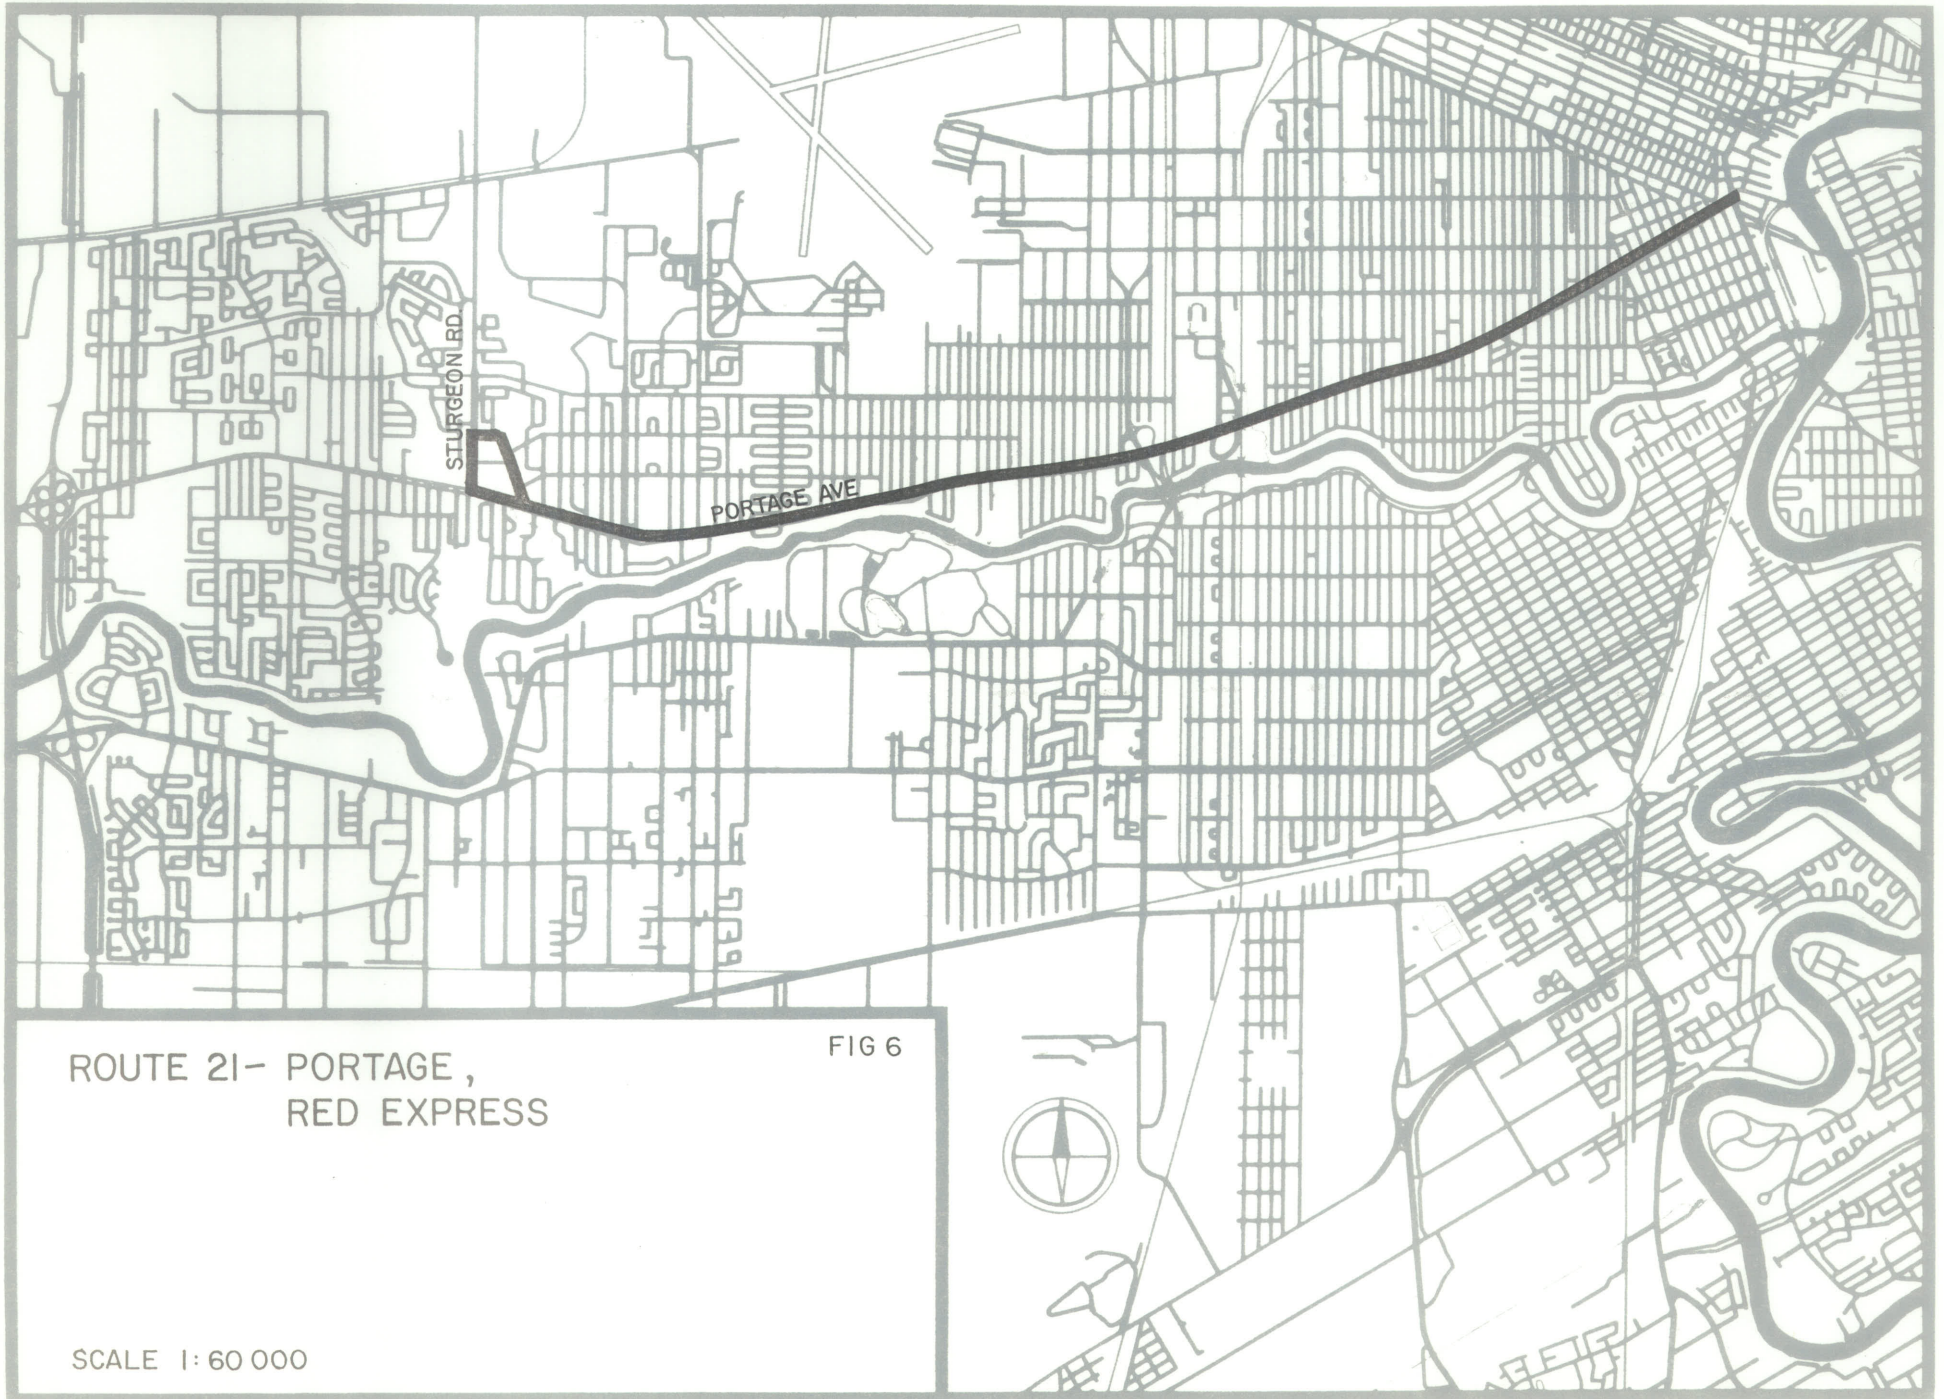 STURGEON RD.
PORTAGE AVE
FIG 6
ROUTE 21- PORTAGE,
RED EXPRESS
SCALE 1:60 000